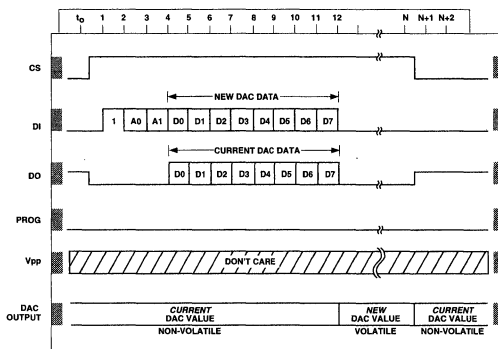 to 1 2 3 4 5 6 7 8 9 10 11 12 N N+1 N+2
CS
NEW DAC DATA
DI 1 A0 A1 D0 D1 D2 D3 D4 D5 D6 D7
CURRENT DAC DATA
DO D0 D1 D2 D3 D4 D5 D6 D7
PROG
Vpp DON'T CARE
DAC OUTPUT
CURRENT DAC VALUE
NON-VOLATILE
NEW DAC VALUE
VOLATILE
CURRENT DAC VALUE
NON-VOLATILE